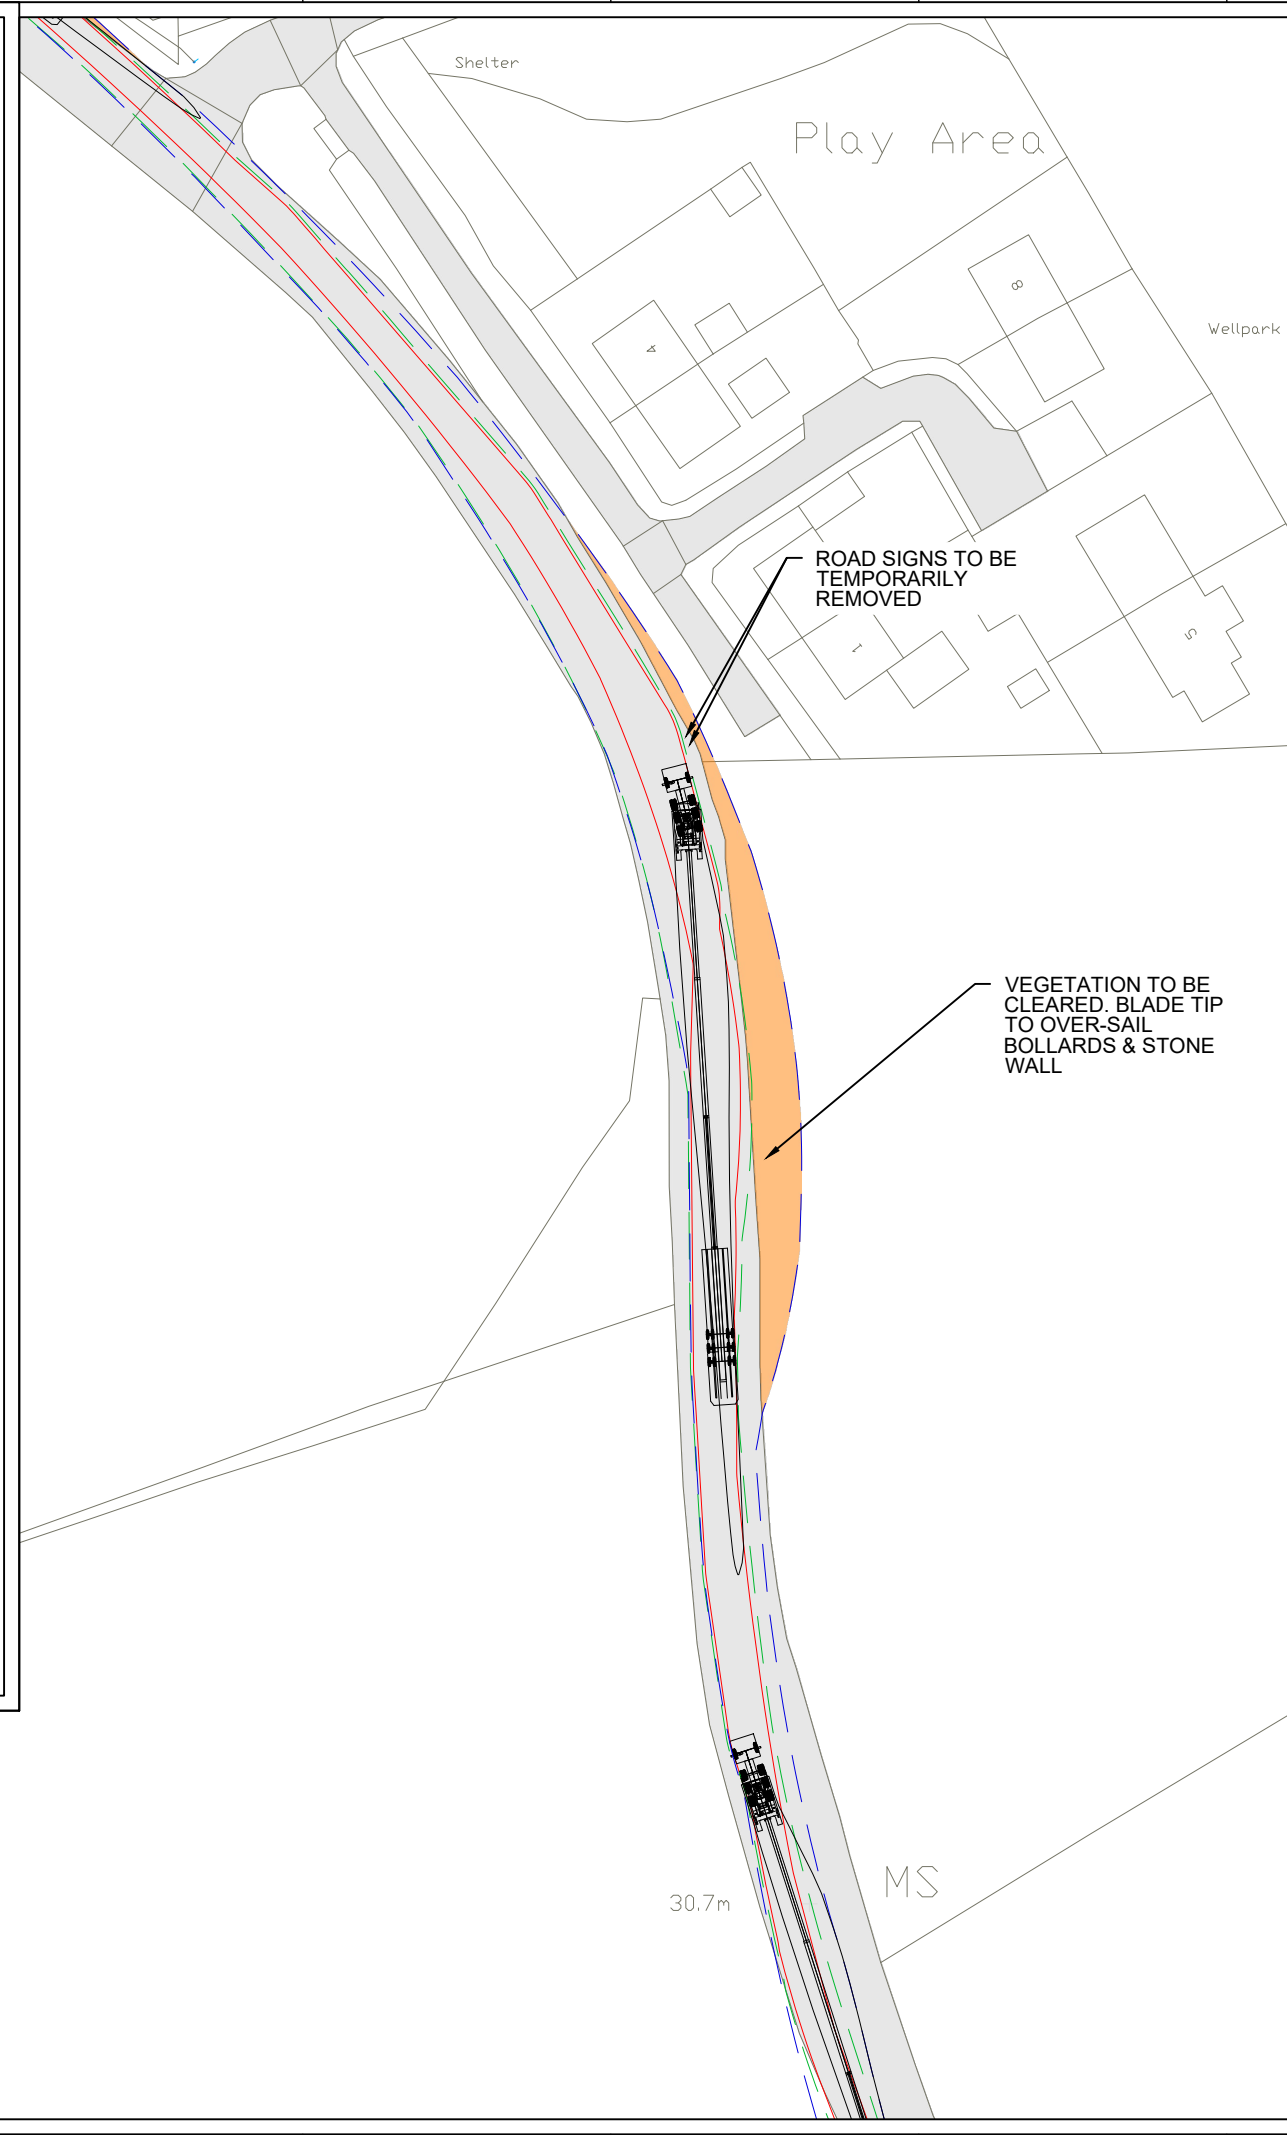 Shelter
Play Area
8
Wellpark
4
ROAD SIGNS TO BE
TEMPORARILY
REMOVED
1
5
VEGETATION TO BE
CLEARED. BLADE TIP
TO OVER-SAIL
BOLLARDS & STONE
WALL
MS
30.7m